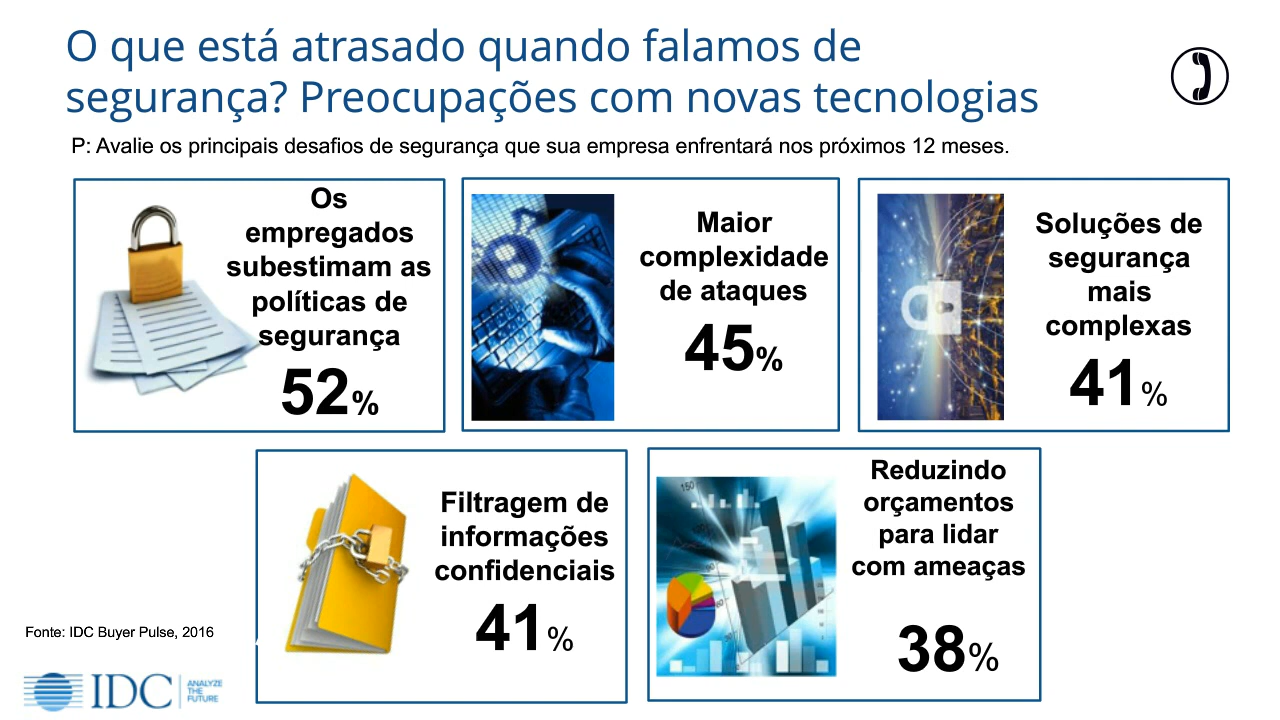 O que está atrasado quando falamos de
segurança? Preocupações com novas tecnologias
P: Avalie os principais desafios de segurança que sua empresa enfrentará nos próximos 12 meses.
Os
empregados
subestimam as
políticas de
segurança
52%
Maior
complexidade
de ataques
45%
Soluções de
segurança
mais
complexas
41%
Filtragem de
informações
confidenciais
41%
150
Reduzindo
orçamentos
para lidar
com ameaças
38%
Fonte: IDC Buyer Pulse, 2016
IDC
ANALYZE
THE
FUTURE